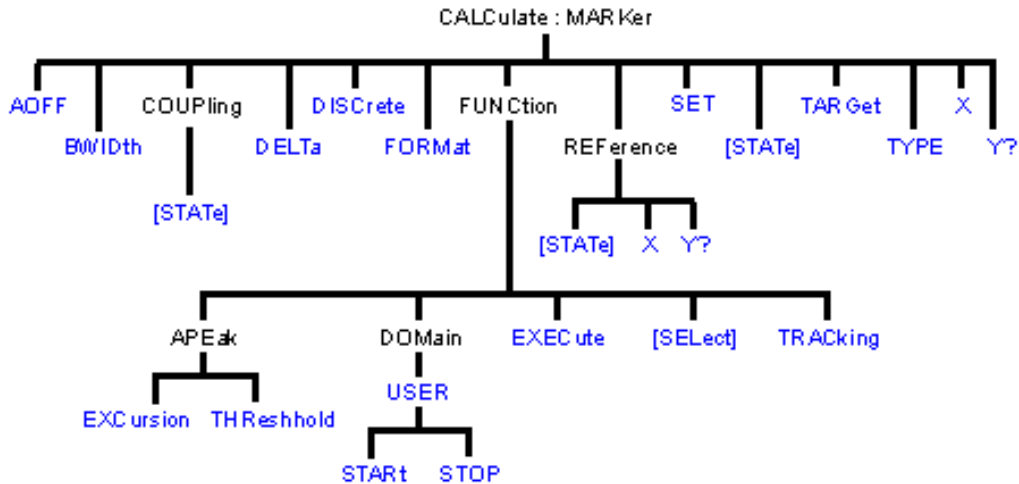 CALCulate : MARKer
AOFF COUPling DISCrete FUNCtion SET TARGet X
BWIDth DELTa FORMat REFerence [STATe] TYPE Y?
[STATe]
[STATe] X Y?
APEak DOMain EXECute [SELect] TRACking
USER
EXCursion THReshhold
STARt STOP